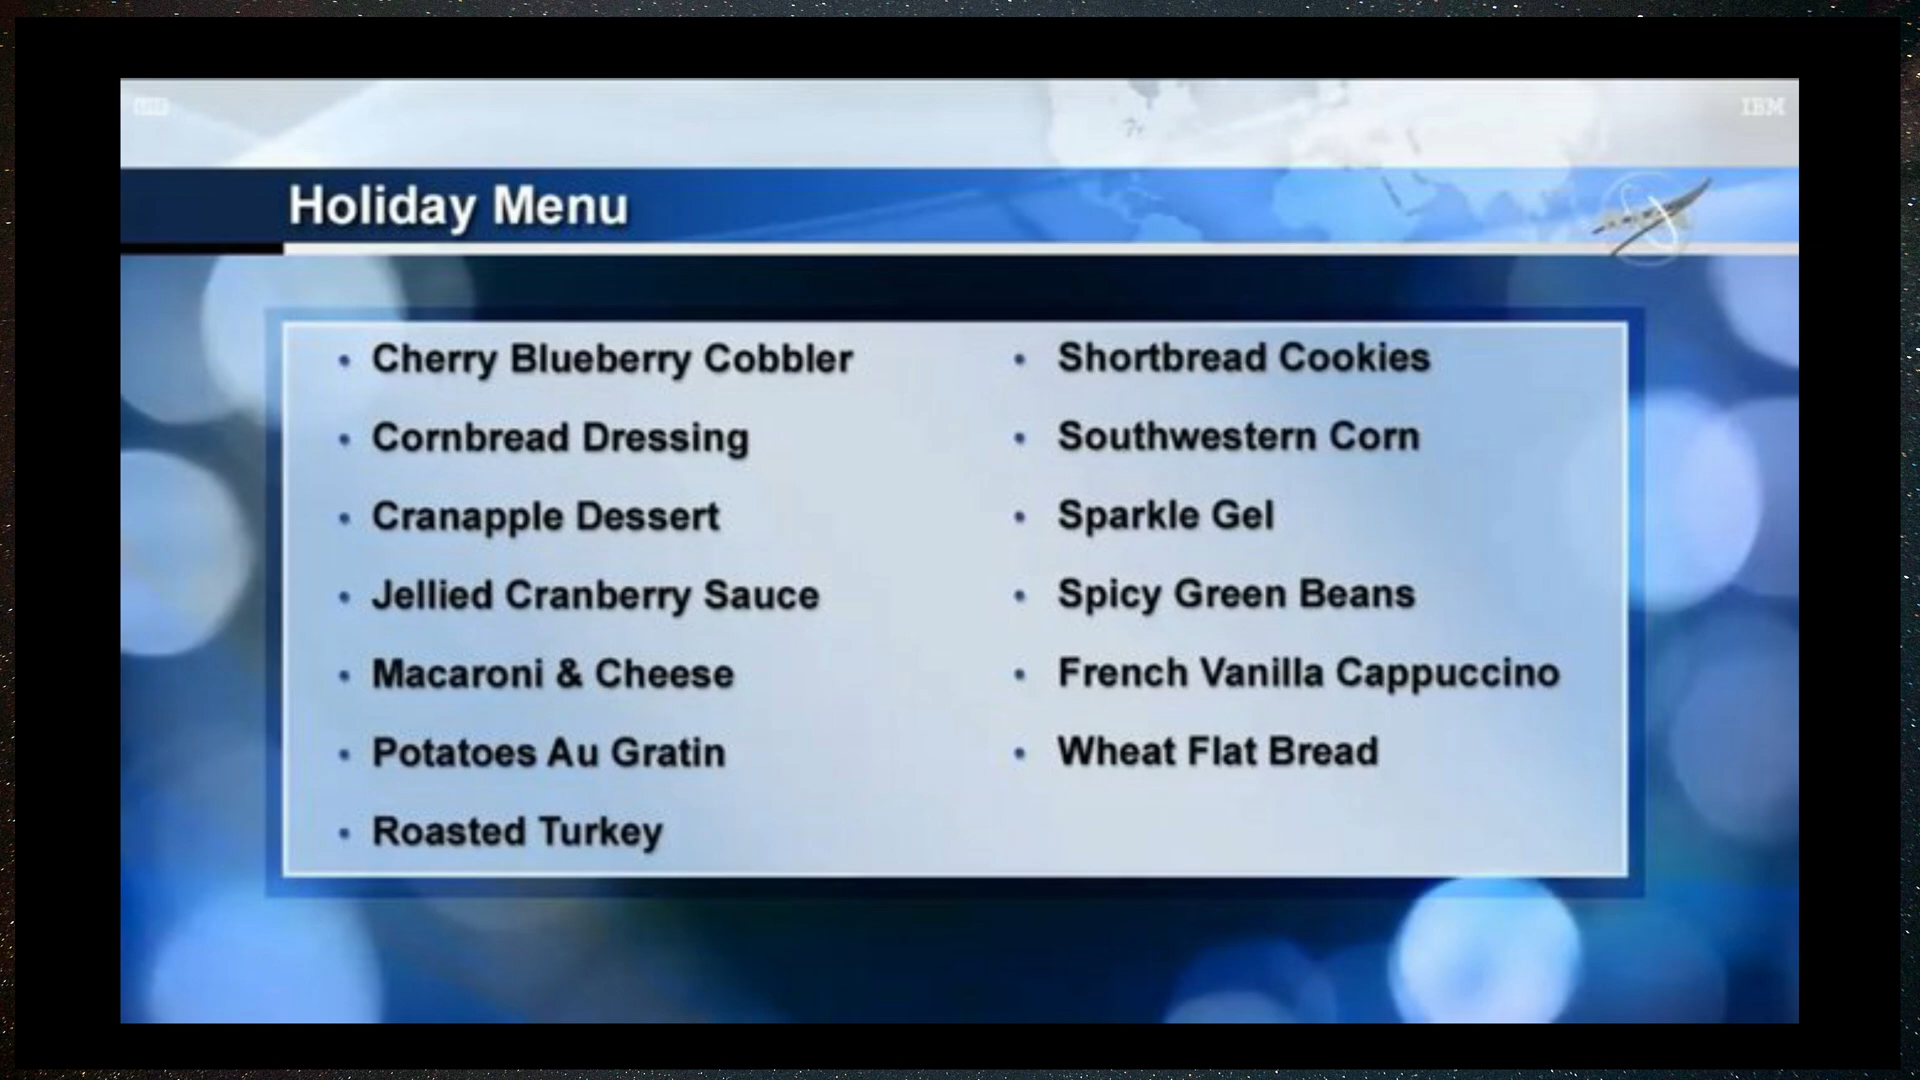 IBM
Holiday Menu
• Cherry Blueberry Cobbler
• Cornbread Dressing
• Cranapple Dessert
• Jellied Cranberry Sauce
• Macaroni & Cheese
• Potatoes Au Gratin
• Roasted Turkey
• Shortbread Cookies
• Southwestern Corn
• Sparkle Gel
• Spicy Green Beans
• French Vanilla Cappuccino
• Wheat Flat Bread